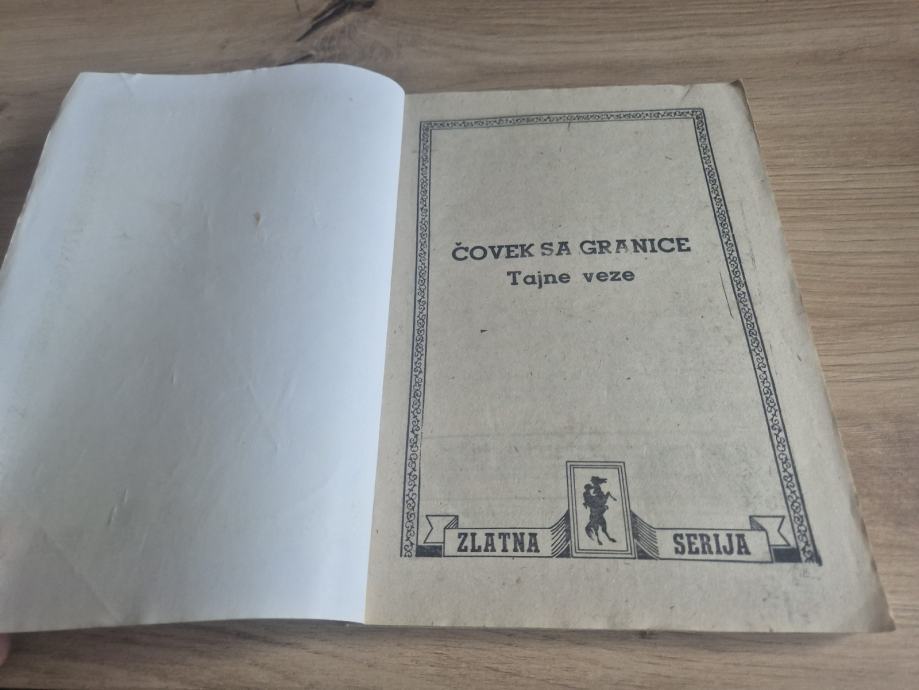 ČOVEK SA GRANICE
Tajne veze
ZLATNA SERIJA